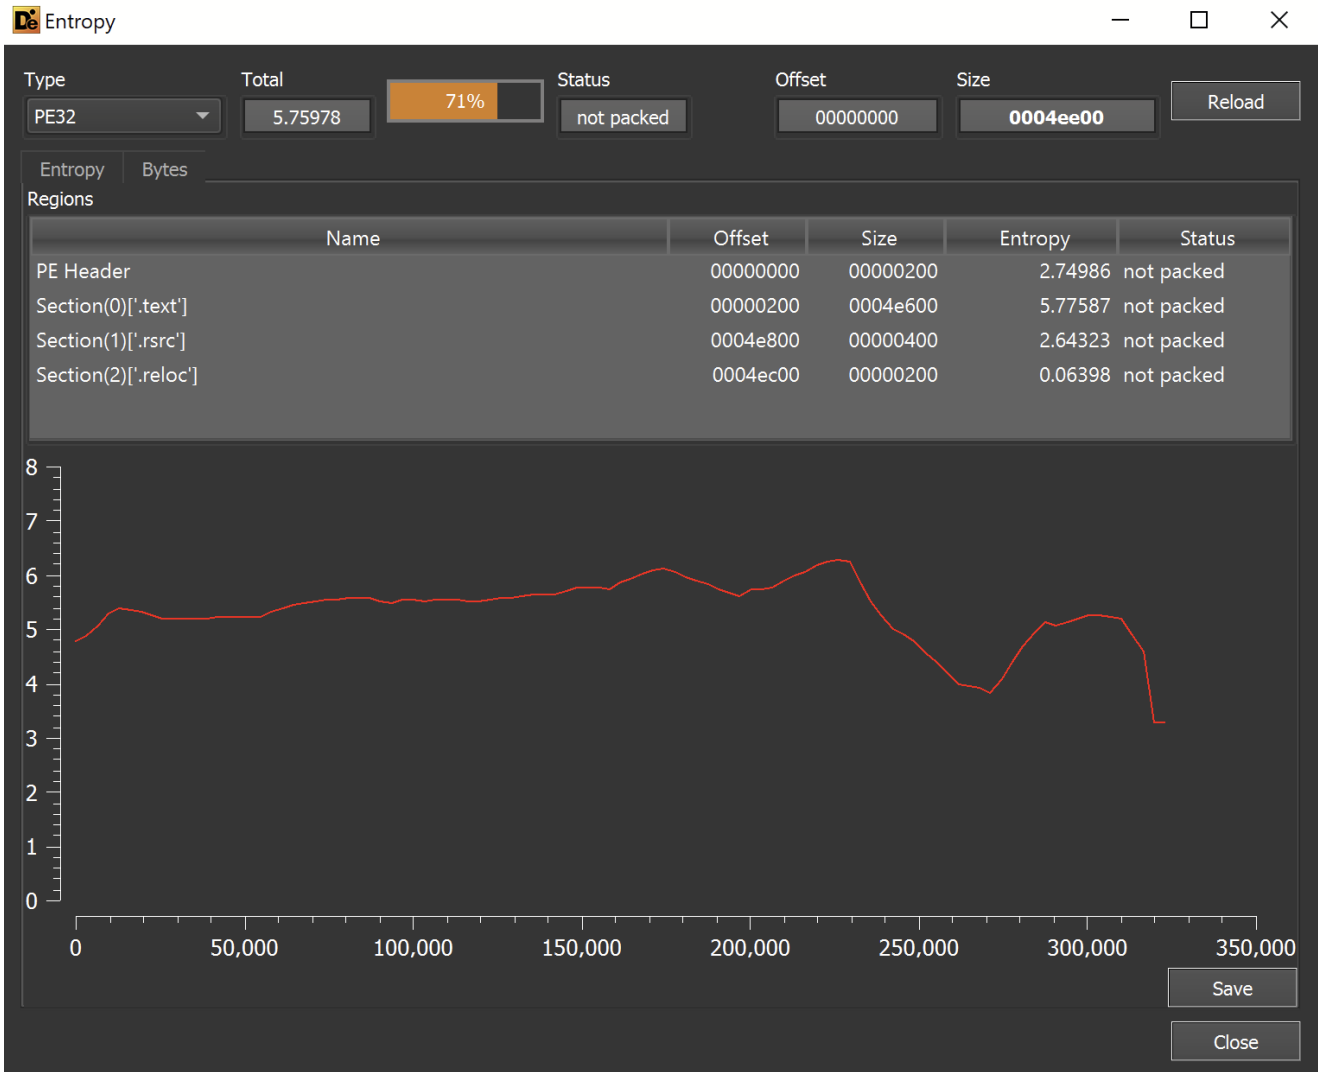 De Entropy
Type Total Status Offset Size
PE32 5.75978 71% not packed 00000000 0004ee00 Reload
Entropy Bytes
Regions
Name Offset Size Entropy Status
PE Header 00000000 00000200 2.74986 not packed
Section(0)['.text'] 00000200 0004e600 5.77587 not packed
Section(1)['.rsrc'] 0004e800 00000400 2.64323 not packed
Section(2)['.reloc'] 0004ec00 00000200 0.06398 not packed
8
7
6
5
4
3
2
1
0
0 50,000 100,000 150,000 200,000 250,000 300,000 350,000
Save
Close